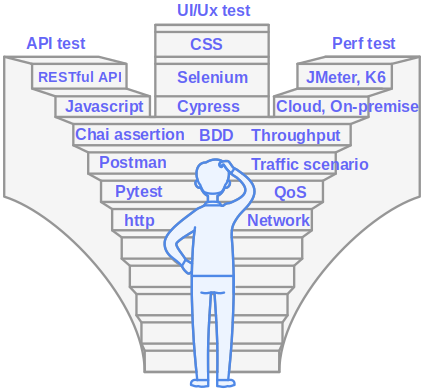 UI/Ux test
API test
CSS
Perf test
RESTful API
Selenium
JMeter, K6
Javascript
Cypress
Cloud, On-premise
Chai assertion
BDD
Throughput
Postman
Traffic scenario
Pytest
QoS
http
Network